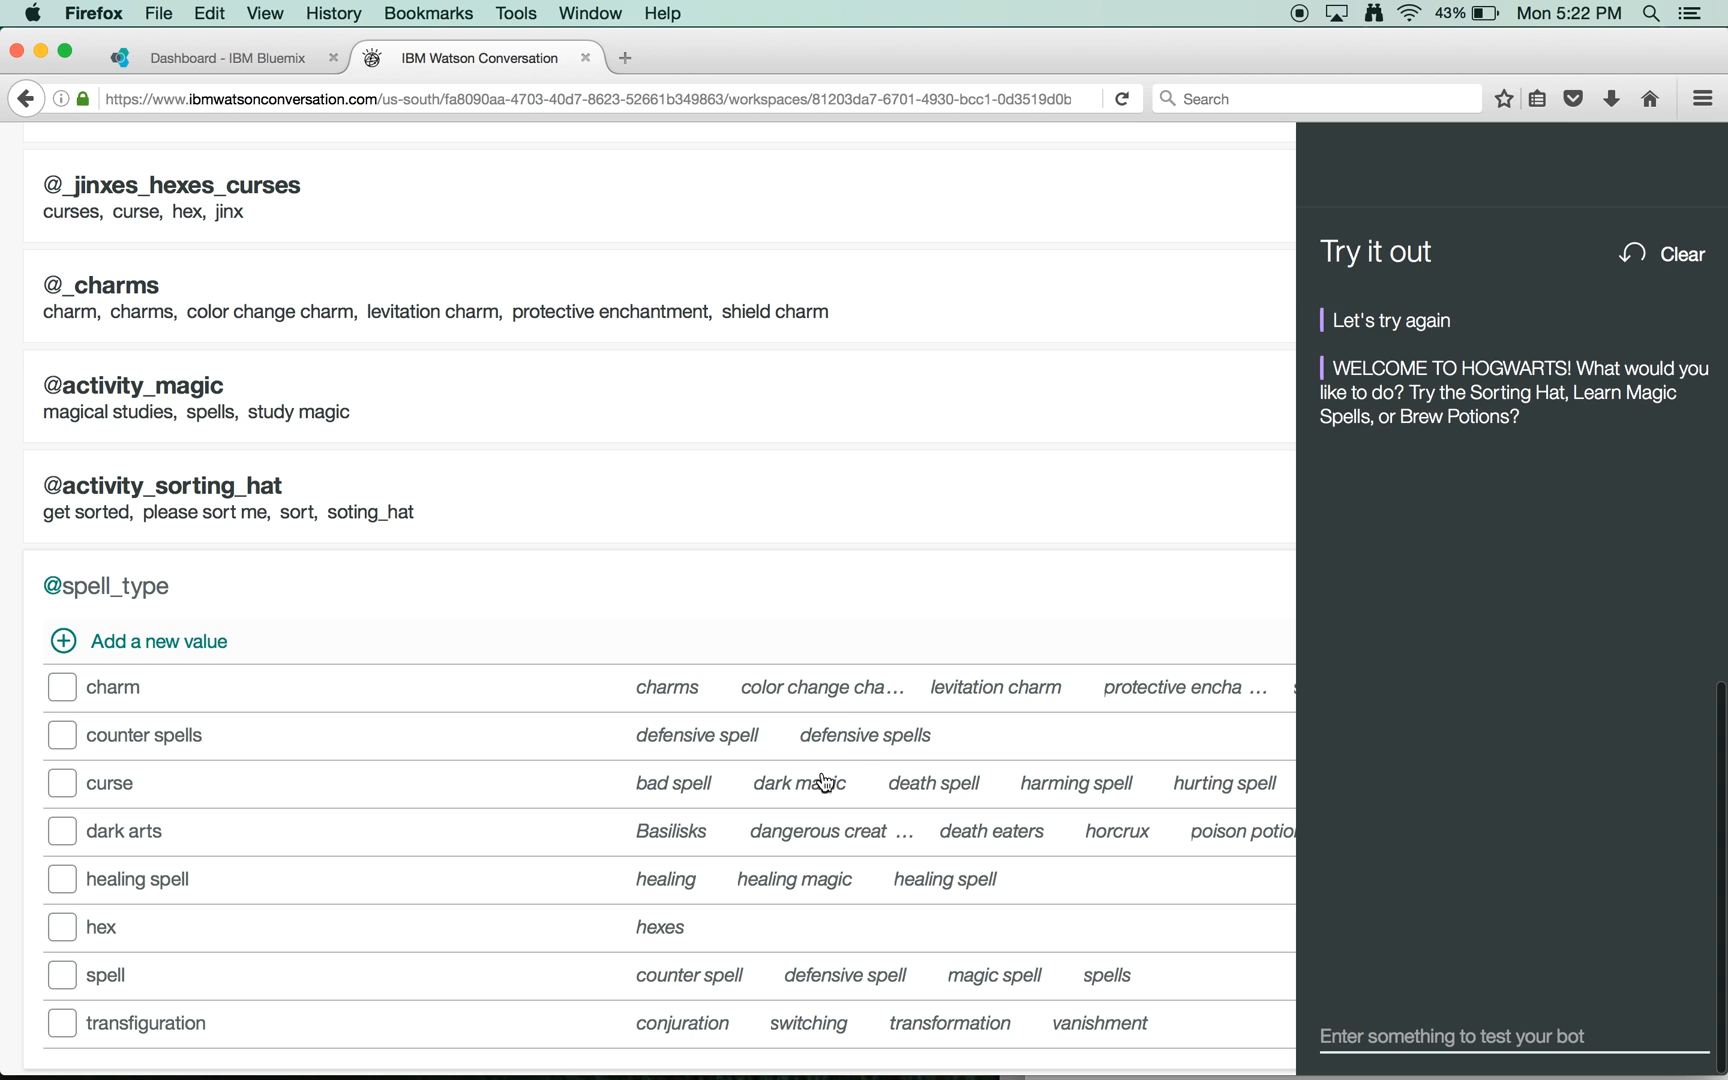 Firefox File Edit View History Bookmarks Tools Window Help 43% Mon 5:22 PM
Dashboard - IBM Bluemix IBM Watson Conversation
https://www.ibmwatsonconversation.com/us-south/fa8090aa-4703-40d7-8623-52661b349863/workspaces/81203da7-6701-4930-bcc1-0d3519d0b Search
@_jinxes_hexes_curses
curses, curse, hex, jinx
@_charms
charm, charms, color change charm, levitation charm, protective enchantment, shield charm
@activity_magic
magical studies, spells, study magic
@activity_sorting_hat
get sorted, please sort me, sort, soting_hat
@spell_type
Add a new value
charm charms color change cha... levitation charm protective encha ...
counter spells defensive spell defensive spells
curse bad spell dark magic death spell harming spell hurting spell
dark arts Basilisks dangerous creat ... death eaters horcrux poison potio
healing spell healing healing magic healing spell
hex hexes
spell counter spell defensive spell magic spell spells
transfiguration conjuration switching transformation vanishment
Try it out Clear
Let's try again
WELCOME TO HOGWARTS! What would you
like to do? Try the Sorting Hat, Learn Magic
Spells, or Brew Potions?
Enter something to test your bot